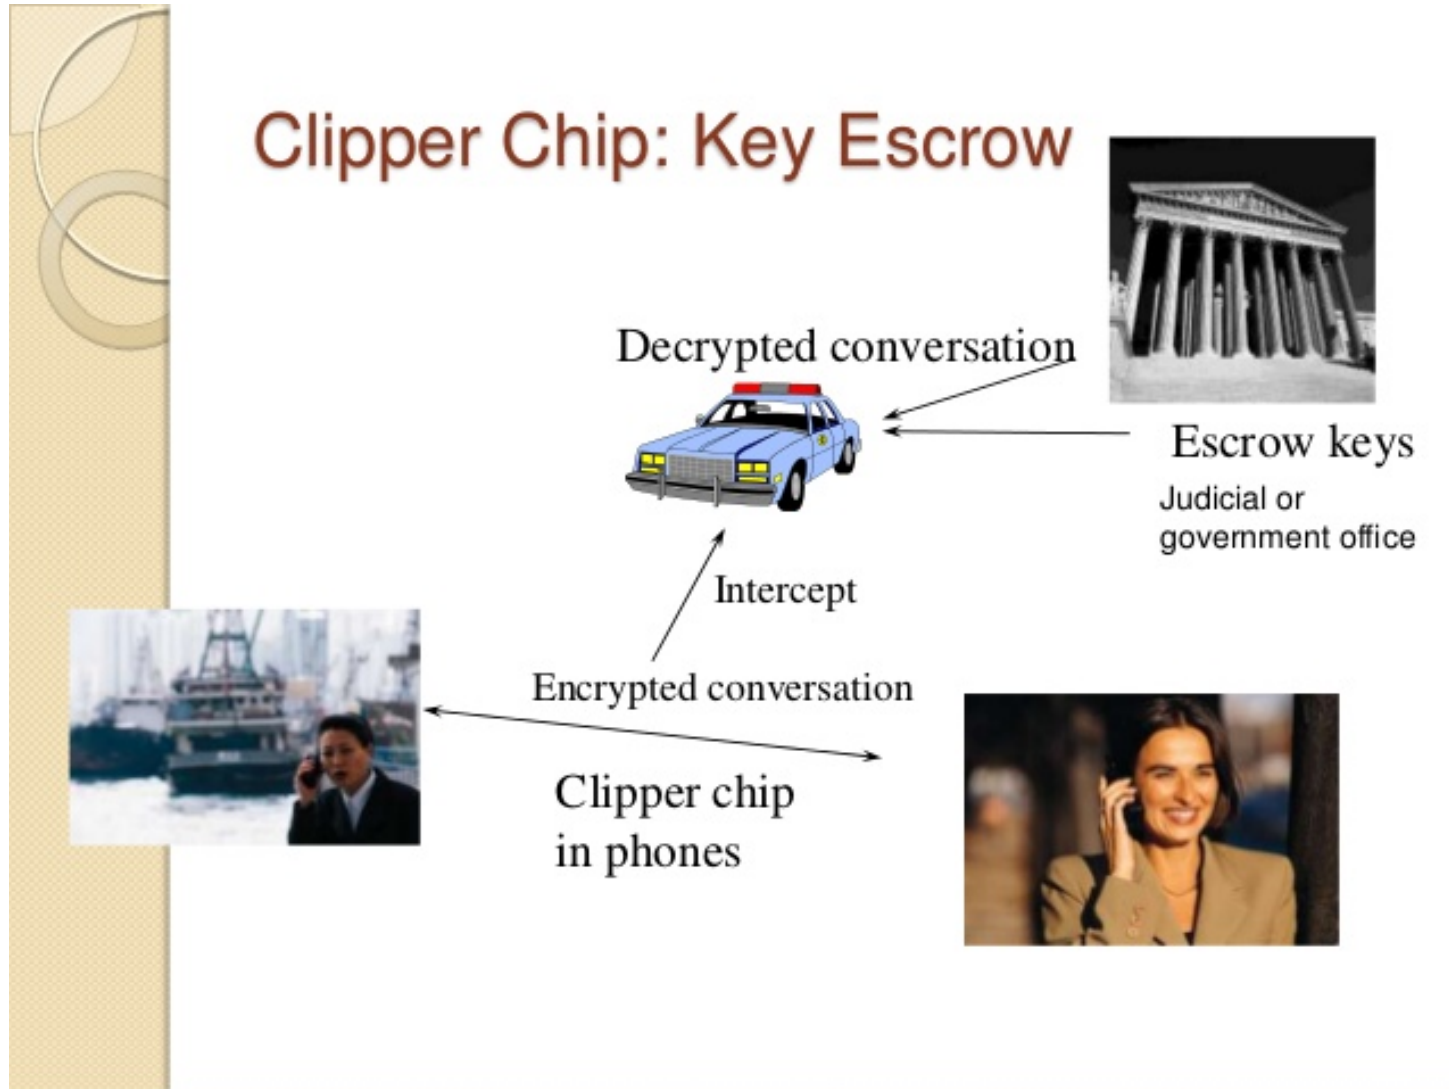 Clipper Chip: Key Escrow
Decrypted conversation
Escrow keys
Judicial or
government office
Intercept
Encrypted conversation
Clipper chip
in phones